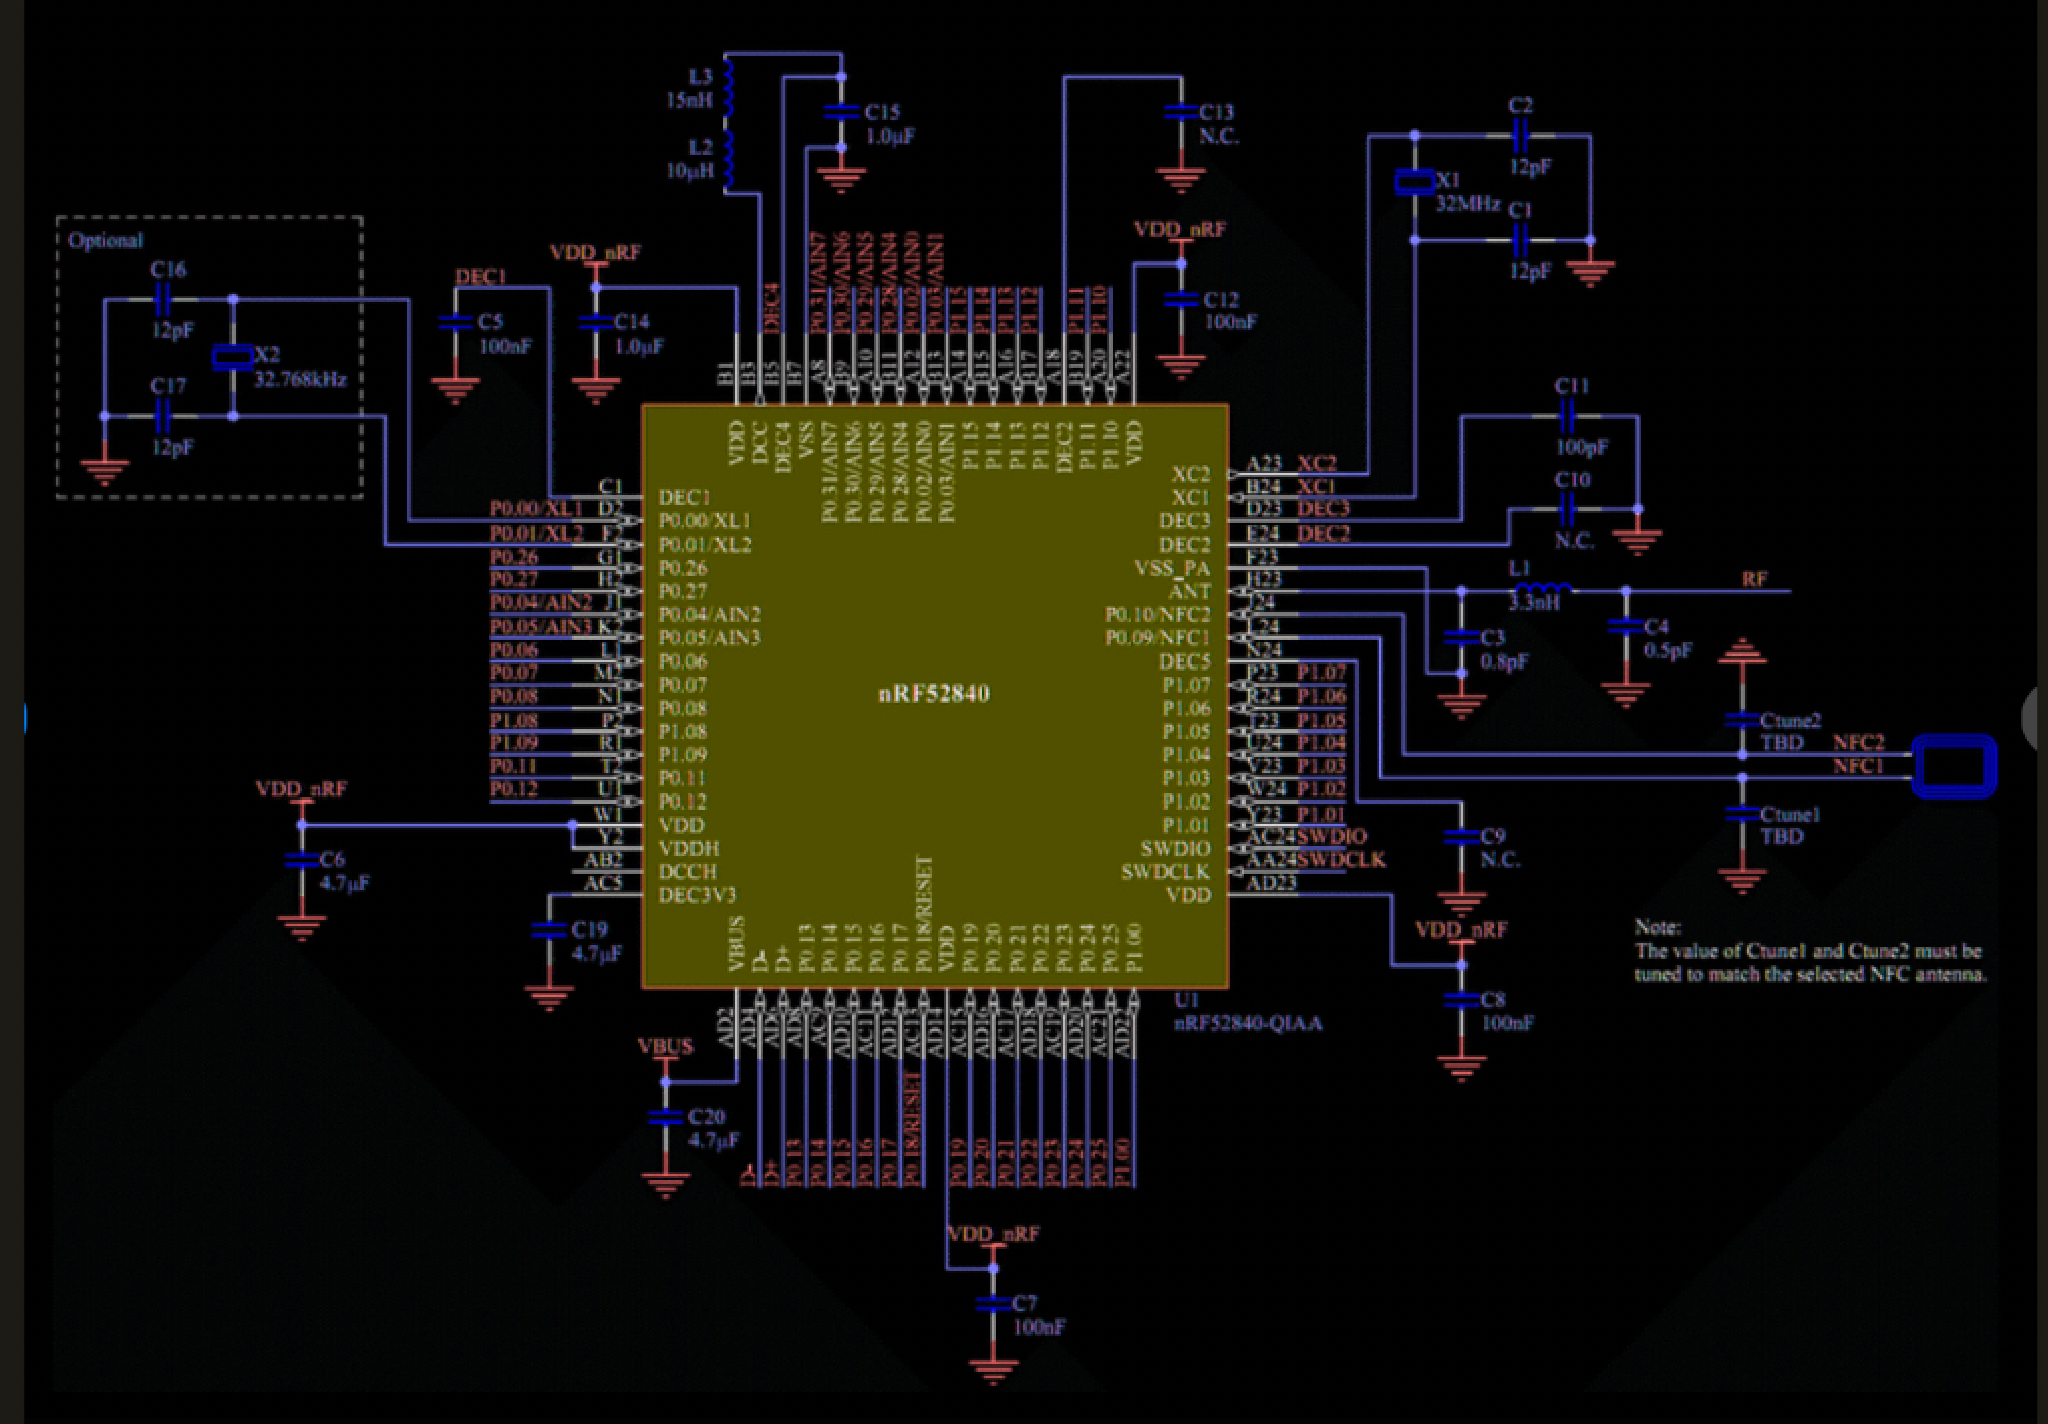 L3
15nH
L2
10µH
C15
1.0µF
C13
N.C.
C2
12pF
X1
32MHz
C1
12pF
Optional
C16
12pF
X2
32.768kHz
C17
12pF
DEC1
C5
100nF
VDD_nRF
C14
1.0µF
VDD_nRF
C12
100nF
DEC4
P0.31/AIN7
P0.30/AIN6
P0.29/AIN5
P0.28/AIN4
P0.02/AIN0
P0.03/AIN1
P1.15
P1.14
P1.13
P1.12
P1.11
P1.10
B1
B3
B5
B7
A8
B9
A10
B11
A12
B13
A14
B15
A16
B17
A18
B19
A20
A22
VDD
DCC
DEC4
VSS
P0.31/AIN7
P0.30/AIN6
P0.29/AIN5
P0.28/AIN4
P0.02/AIN0
P0.03/AIN1
P1.15
P1.14
P1.13
P1.12
DEC2
P1.11
P1.10
VDD
C1 DEC1
P0.00/XL1 D2 P0.00/XL1
P0.01/XL2 F2 P0.01/XL2
P0.26 G1 P0.26
P0.27 H2 P0.27
P0.04/AIN2 J1 P0.04/AIN2
P0.05/AIN3 K2 P0.05/AIN3
P0.06 L1 P0.06
P0.07 M2 P0.07
P0.08 N1 P0.08
P1.08 P2 P1.08
P1.09 R1 P1.09
P0.11 T2 P0.11
P0.12 U1 P0.12
W1 VDD
Y2 VDDH
AB2 DCCH
AC5 DEC3V3
nRF52840
XC2 A23 XC2
XC1 B24 XC1
DEC3 D23 DEC3
DEC2 E24 DEC2
VSS_PA F23
ANT H23
P0.10/NFC2 J24
P0.09/NFC1 L24
DEC5 N24
P1.07 P23 P1.07
P1.06 R24 P1.06
P1.05 T23 P1.05
P1.04 U24 P1.04
P1.03 V23 P1.03
P1.02 W24 P1.02
P1.01 Y23 P1.01
SWDIO AC24 SWDIO
SWDCLK AA24 SWDCLK
VDD AD23
C11
100pF
C10
N.C.
L1
3.3nH
RF
C3
0.8pF
C4
0.5pF
Ctune2
TBD
NFC2
NFC1
Ctune1
TBD
C9
N.C.
VDD_nRF
C8
100nF
Note:
The value of Ctune1 and Ctune2 must be
tuned to match the selected NFC antenna.
VDD_nRF
C6
4.7µF
C19
4.7µF
VBUS
D-
D+
P0.13
P0.14
P0.15
P0.16
P0.17
P0.18/RESET
VDD
P0.19
P0.20
P0.21
P0.22
P0.23
P0.24
P0.25
P1.00
U1
nRF52840-QIAA
AD2
AD4
AD6
AD8
AC9
AD10
AC11
AD12
AC13
AD14
AC15
AD16
AC17
AD18
AC19
AD20
AC21
AD22
VBUS
C20
4.7µF
D-
D+
P0.13
P0.14
P0.15
P0.16
P0.17
P0.18/RESET
P0.19
P0.20
P0.21
P0.22
P0.23
P0.24
P0.25
P1.00
VDD_nRF
C7
100nF